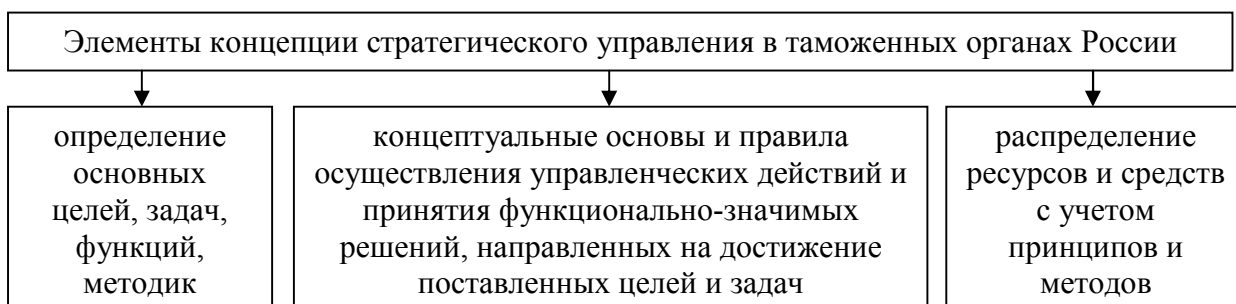 Элементы концепции стратегического управления в таможенных органах России
определение
основных
целей, задач,
функций,
методик
концептуальные основы и правила
осуществления управленческих действий и
принятия функционально-значимых
решений, направленных на достижение
поставленных целей и задач
распределение
ресурсов и средств
с учетом
принципов и
методов